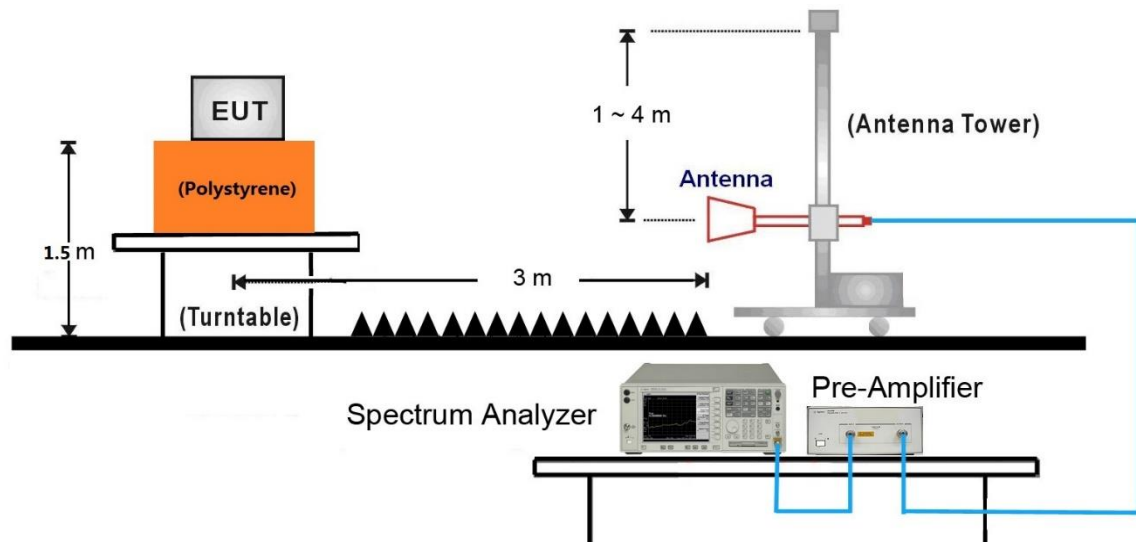 EUT
(Polystyrene)
1.5 m
(Turntable)
3 m
1 ~ 4 m
Antenna
(Antenna Tower)
Spectrum Analyzer
Pre-Amplifier